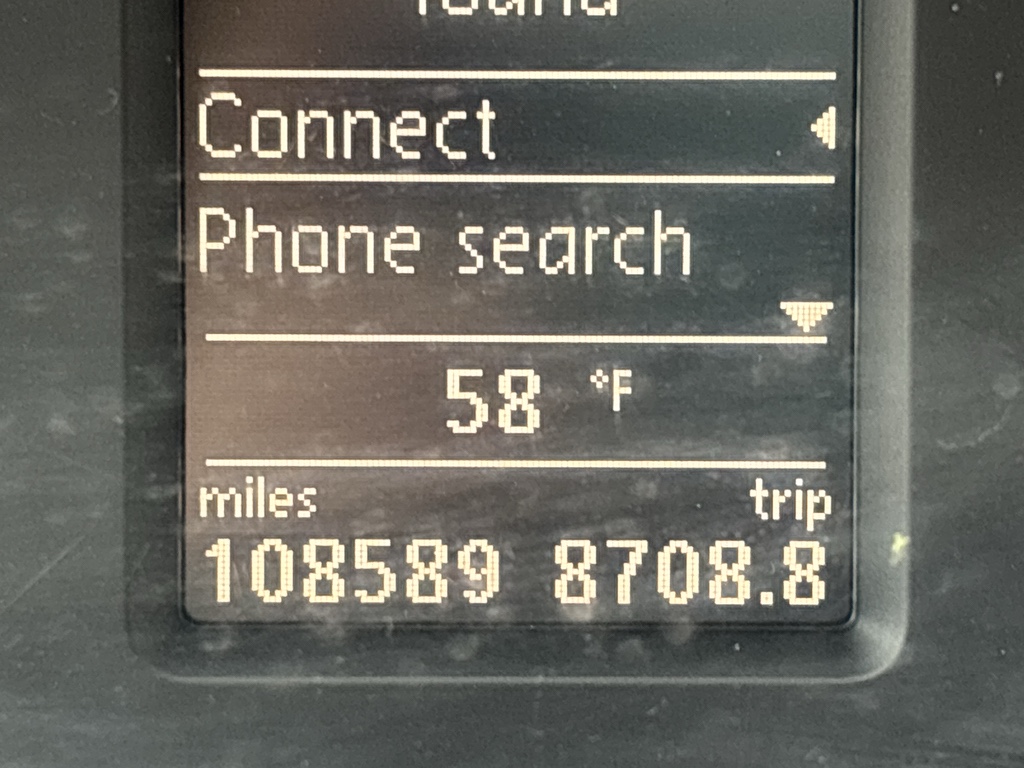 Connect
Phone search
58 °F
miles trip
108589 8708.8